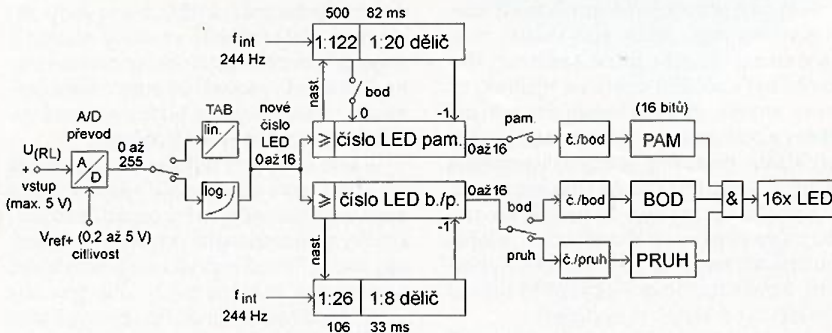 500 82 ms
f int
244 Hz
1:122 1:20 dělič
nast.
bod
0
-1
A/D
převod
TAB
nové
číslo
LED
0až16
U(RL)
+
vstup
(max. 5 V)
A
D
0 až
255
lin.
log.
Vref+ (0,2 až 5 V)
citlivost
≥ číslo LED pam.
0až16
pam.
č./bod
(16 bitů)
PAM
≥ číslo LED b./p.
0až16
bod
pruh
č./bod
BOD
&
16x LED
č./pruh
PRUH
nast.
-1
f int
244 Hz
1:26 1:8 dělič
106 33 ms